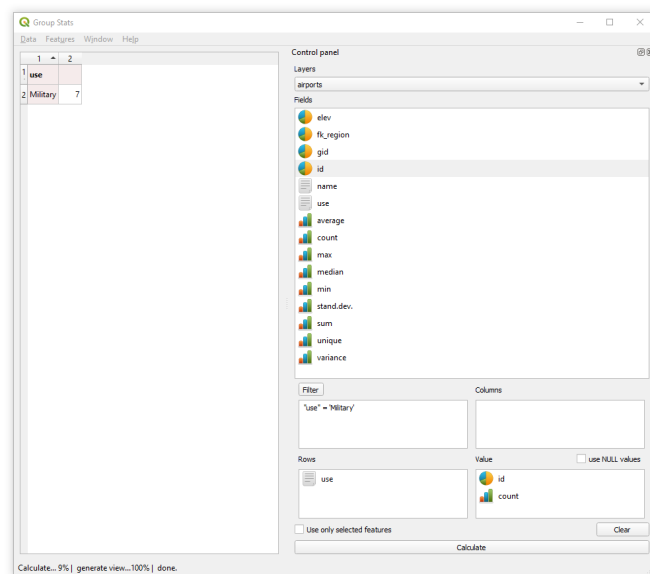 Group Stats
Data Features Window Help
1 2
1 use
2 Military 7
Control panel
Layers
airports
Fields
elev
fk_region
gid
id
name
use
average
count
max
median
min
stand.dev.
sum
unique
variance
Filter
Columns
"use" = 'Military'
Rows
Value
use NULL values
use
id
count
Use only selected features
Clear
Calculate
Calculate... 9% | generate view...100% | done.